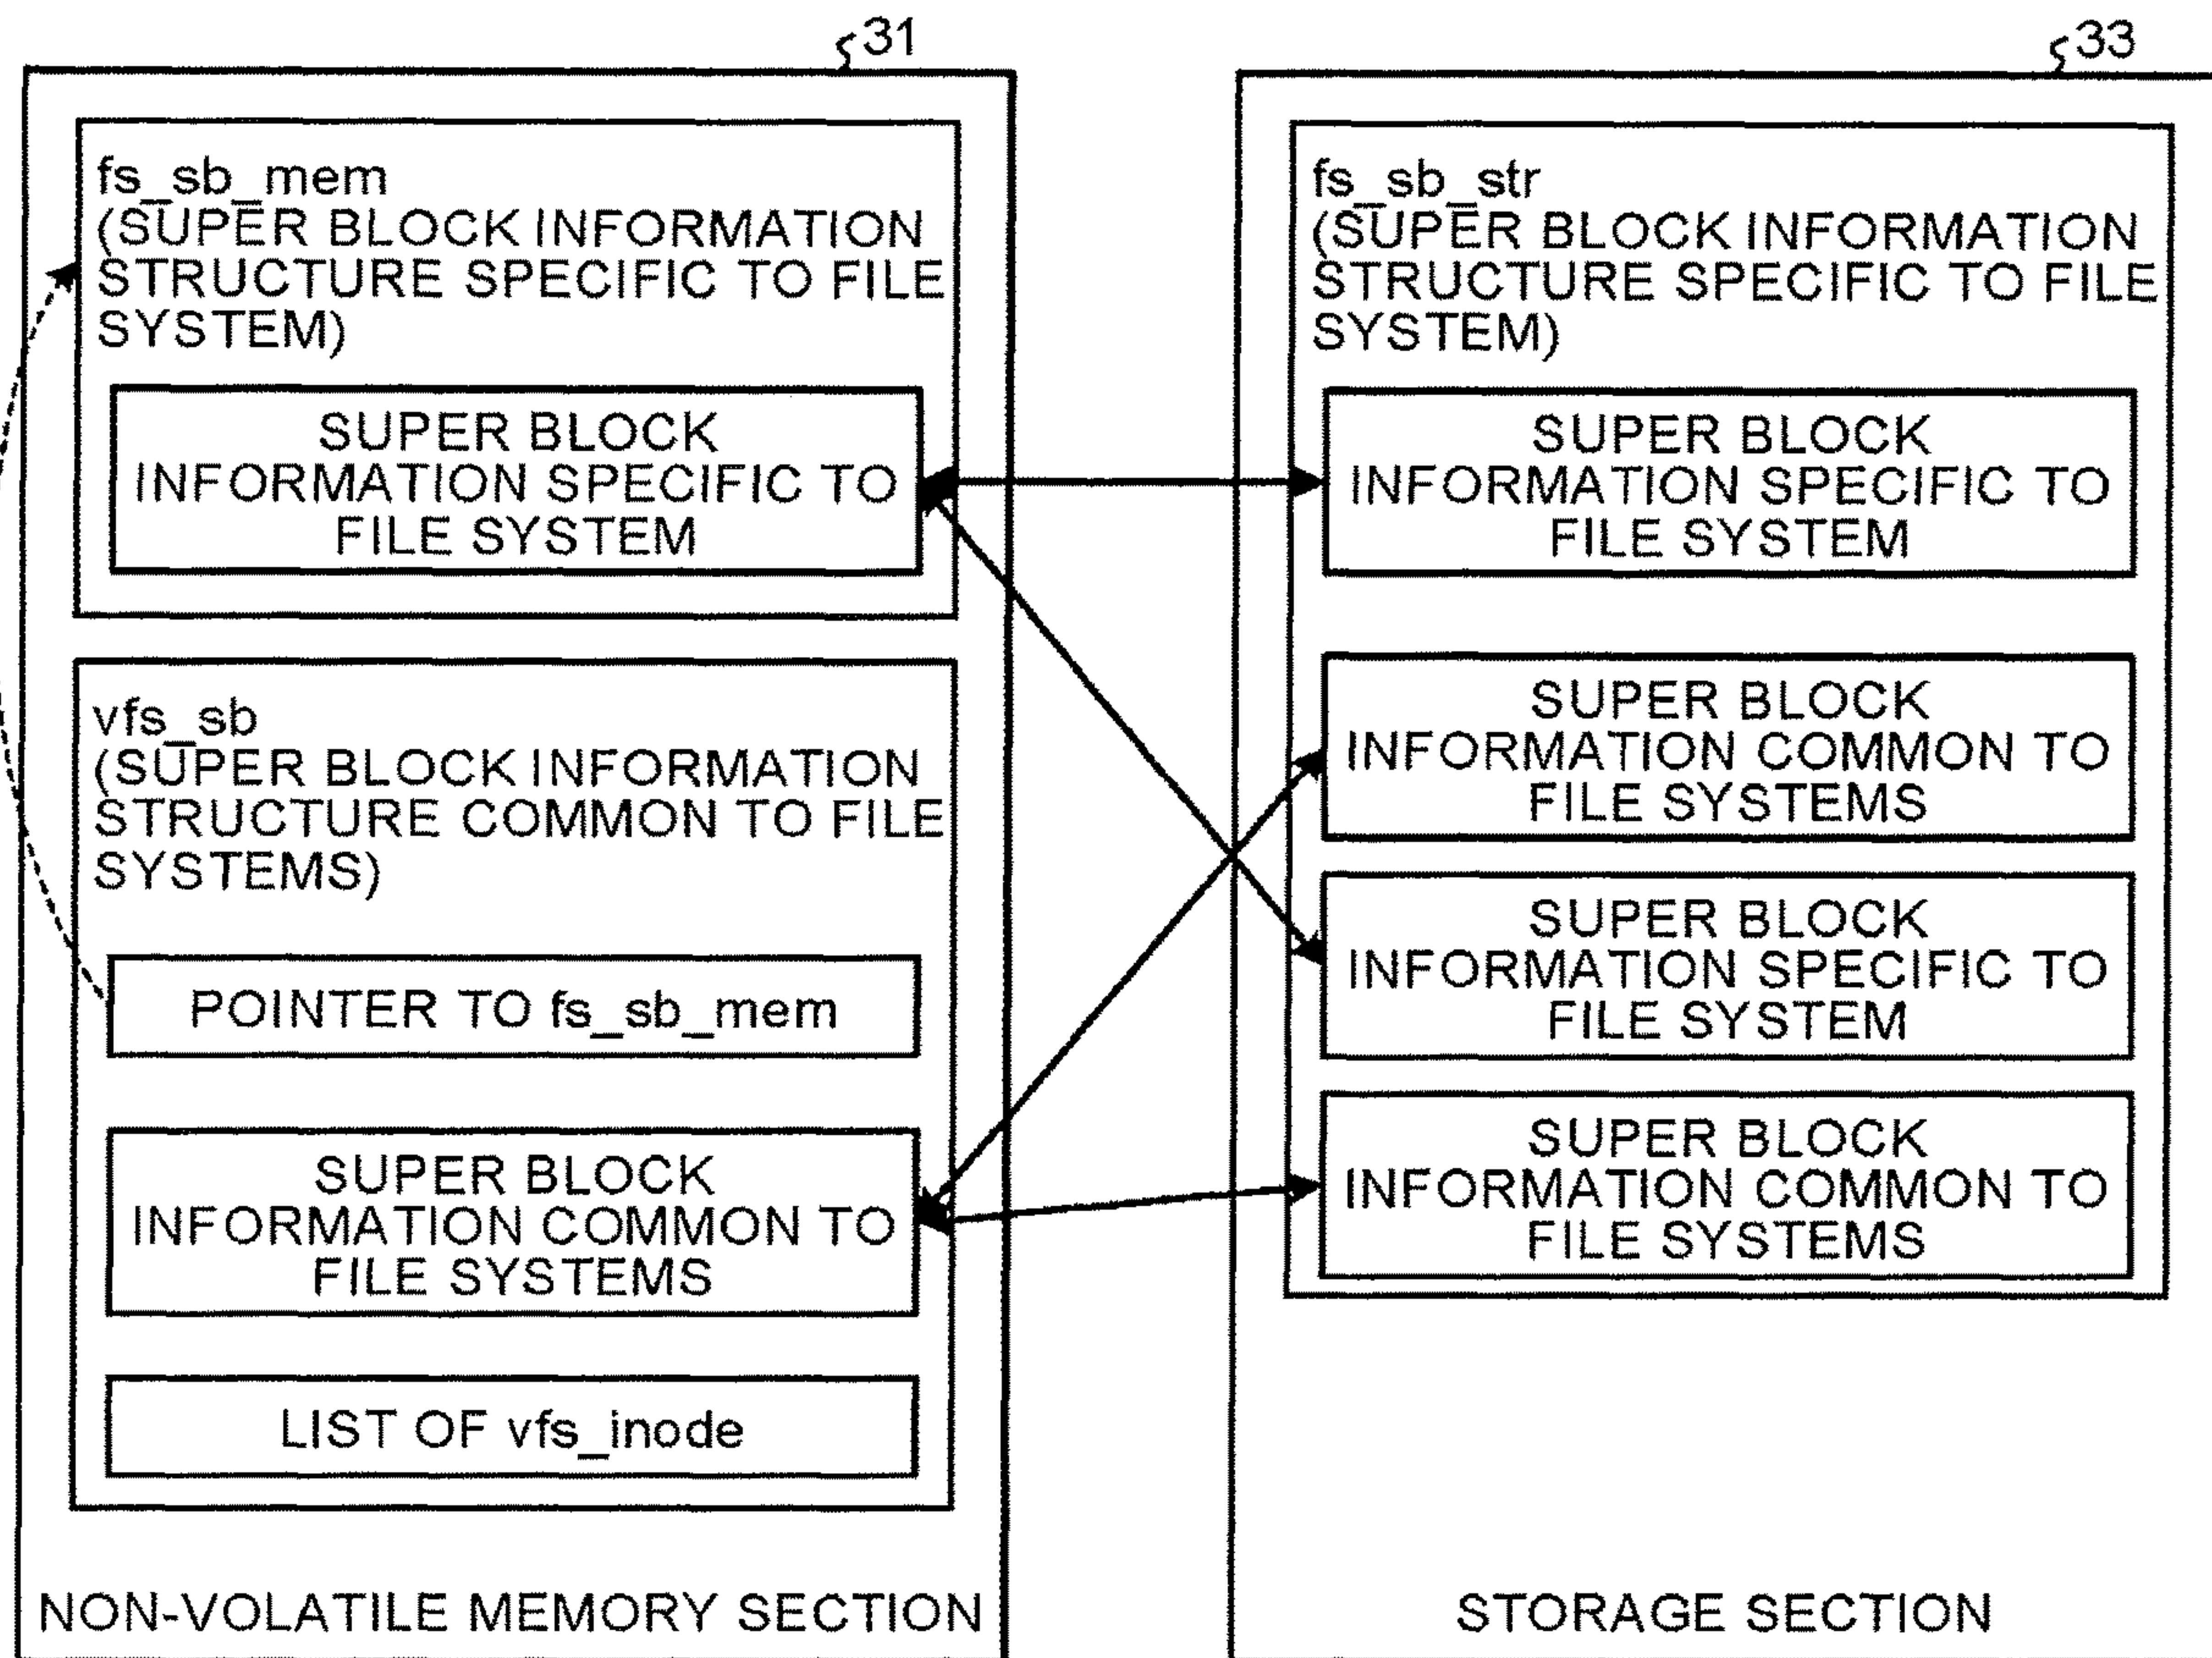 31
fs_sb_mem
(SUPER BLOCK INFORMATION
STRUCTURE SPECIFIC TO FILE
SYSTEM)
SUPER BLOCK
INFORMATION SPECIFIC TO
FILE SYSTEM
vfs_sb
(SUPER BLOCK INFORMATION
STRUCTURE COMMON TO FILE
SYSTEMS)
POINTER TO fs_sb_mem
SUPER BLOCK
INFORMATION COMMON TO
FILE SYSTEMS
LIST OF vfs_inode
NON-VOLATILE MEMORY SECTION
33
fs_sb_str
(SUPER BLOCK INFORMATION
STRUCTURE SPECIFIC TO FILE
SYSTEM)
SUPER BLOCK
INFORMATION SPECIFIC TO
FILE SYSTEM
SUPER BLOCK
INFORMATION COMMON TO
FILE SYSTEMS
SUPER BLOCK
INFORMATION SPECIFIC TO
FILE SYSTEM
SUPER BLOCK
INFORMATION COMMON TO
FILE SYSTEMS
STORAGE SECTION